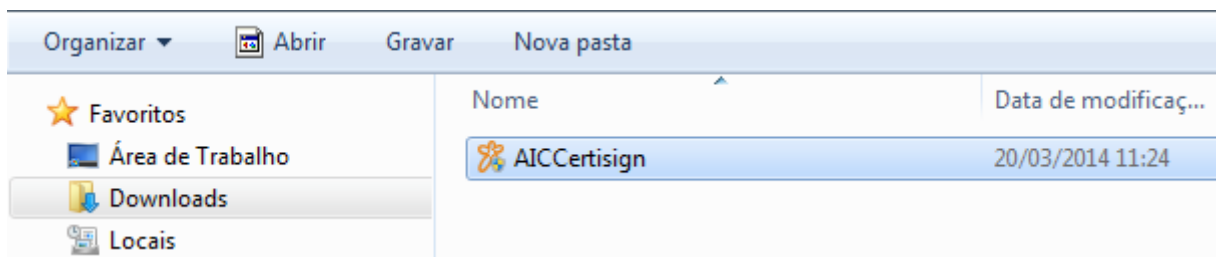 Organizar Abrir Gravar Nova pasta
Favoritos
Área de Trabalho
Downloads
Locais
Nome Data de modificaç...
AICCertisign 20/03/2014 11:24